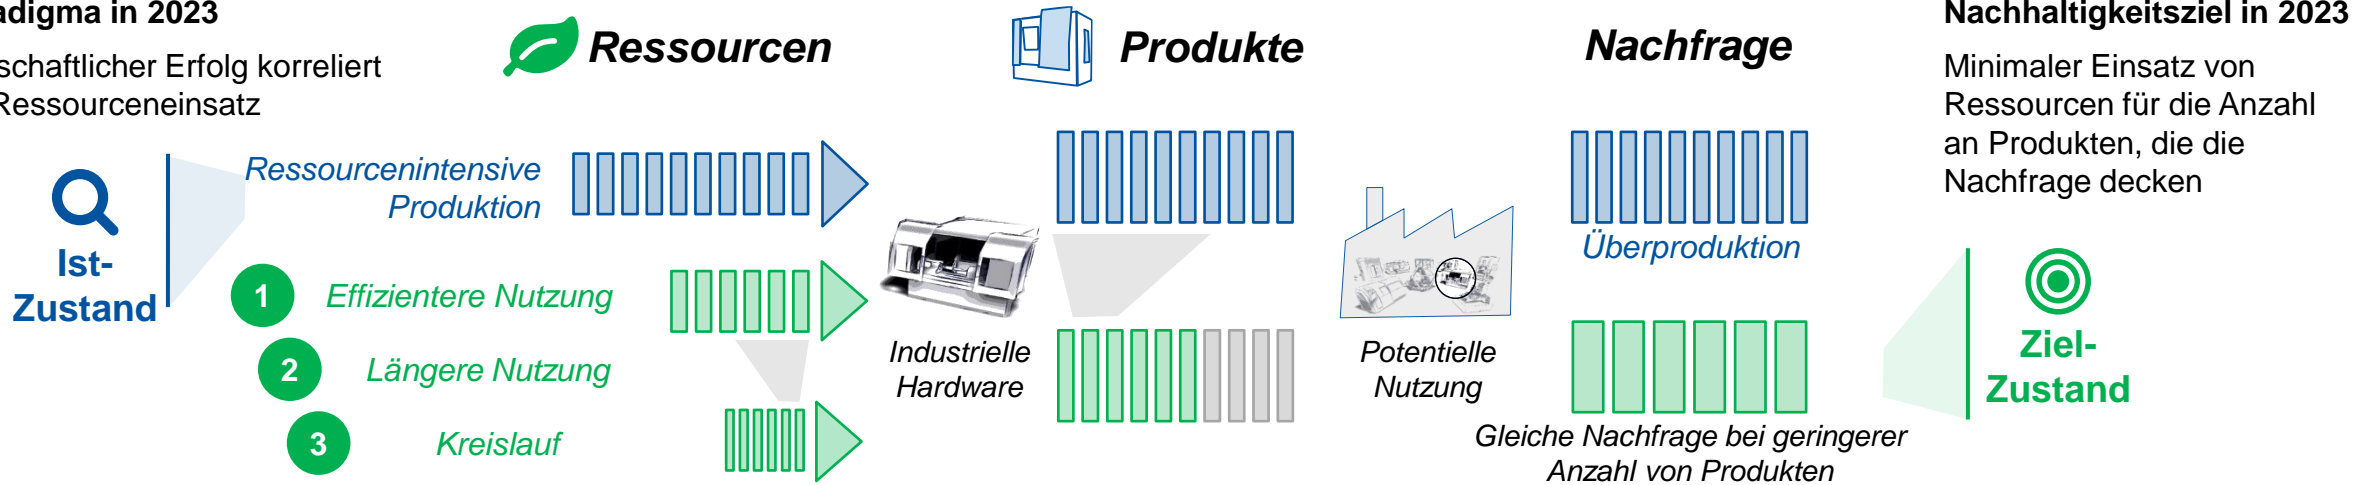 adigma in 2023
schaftlicher Erfolg korreliert
Ressourceneinsatz
Ressourcen
Produkte
Nachfrage
Nachhaltigkeitsziel in 2023
Minimaler Einsatz von
Ressourcen für die Anzahl
an Produkten, die die
Nachfrage decken
Ist-
Zustand
Ressourcenintensive
Produktion
1 Effizientere Nutzung
2 Längere Nutzung
3 Kreislauf
Industrielle
Hardware
Potentielle
Nutzung
Überproduktion
Gleiche Nachfrage bei geringerer
Anzahl von Produkten
Ziel-
Zustand